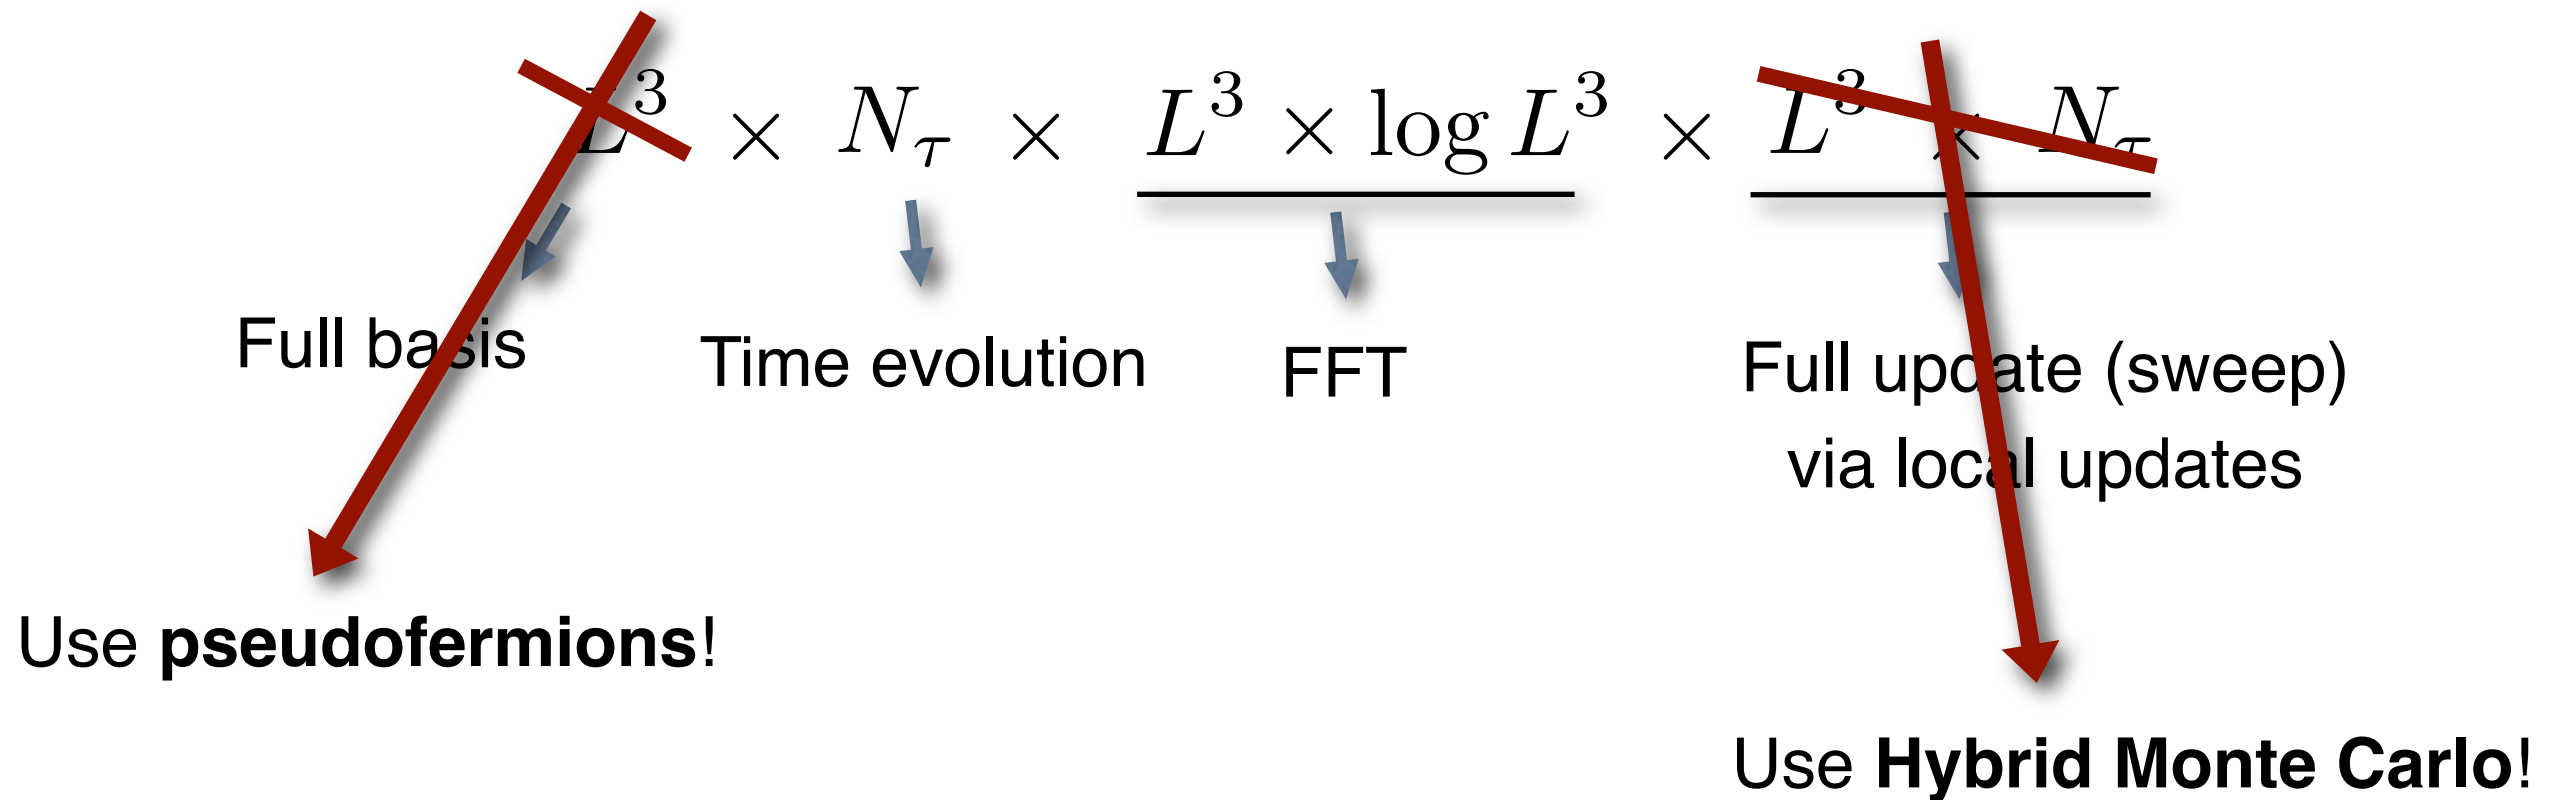 L³ × N_τ × L³ × log L³ × L³ × N_τ
Full basis
Time evolution
FFT
Full update (sweep)
via local updates
Use pseudofermions!
Use Hybrid Monte Carlo!